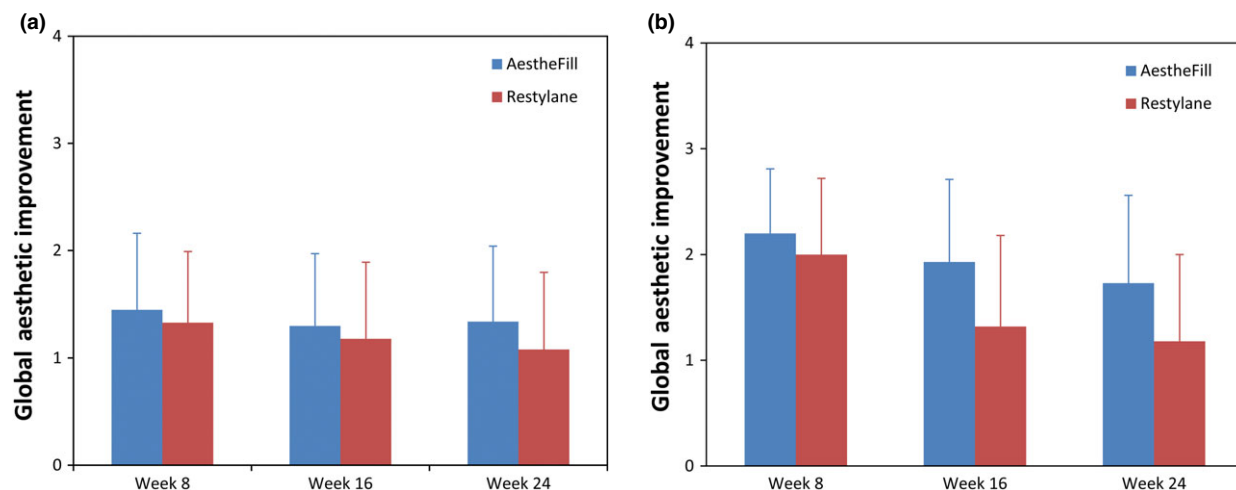 (a)
Global aesthetic improvement
4
3
2
1
0
AestheFill
Restylane
Week 8
Week 16
Week 24
(b)
Global aesthetic improvement
4
3
2
1
0
AestheFill
Restylane
Week 8
Week 16
Week 24